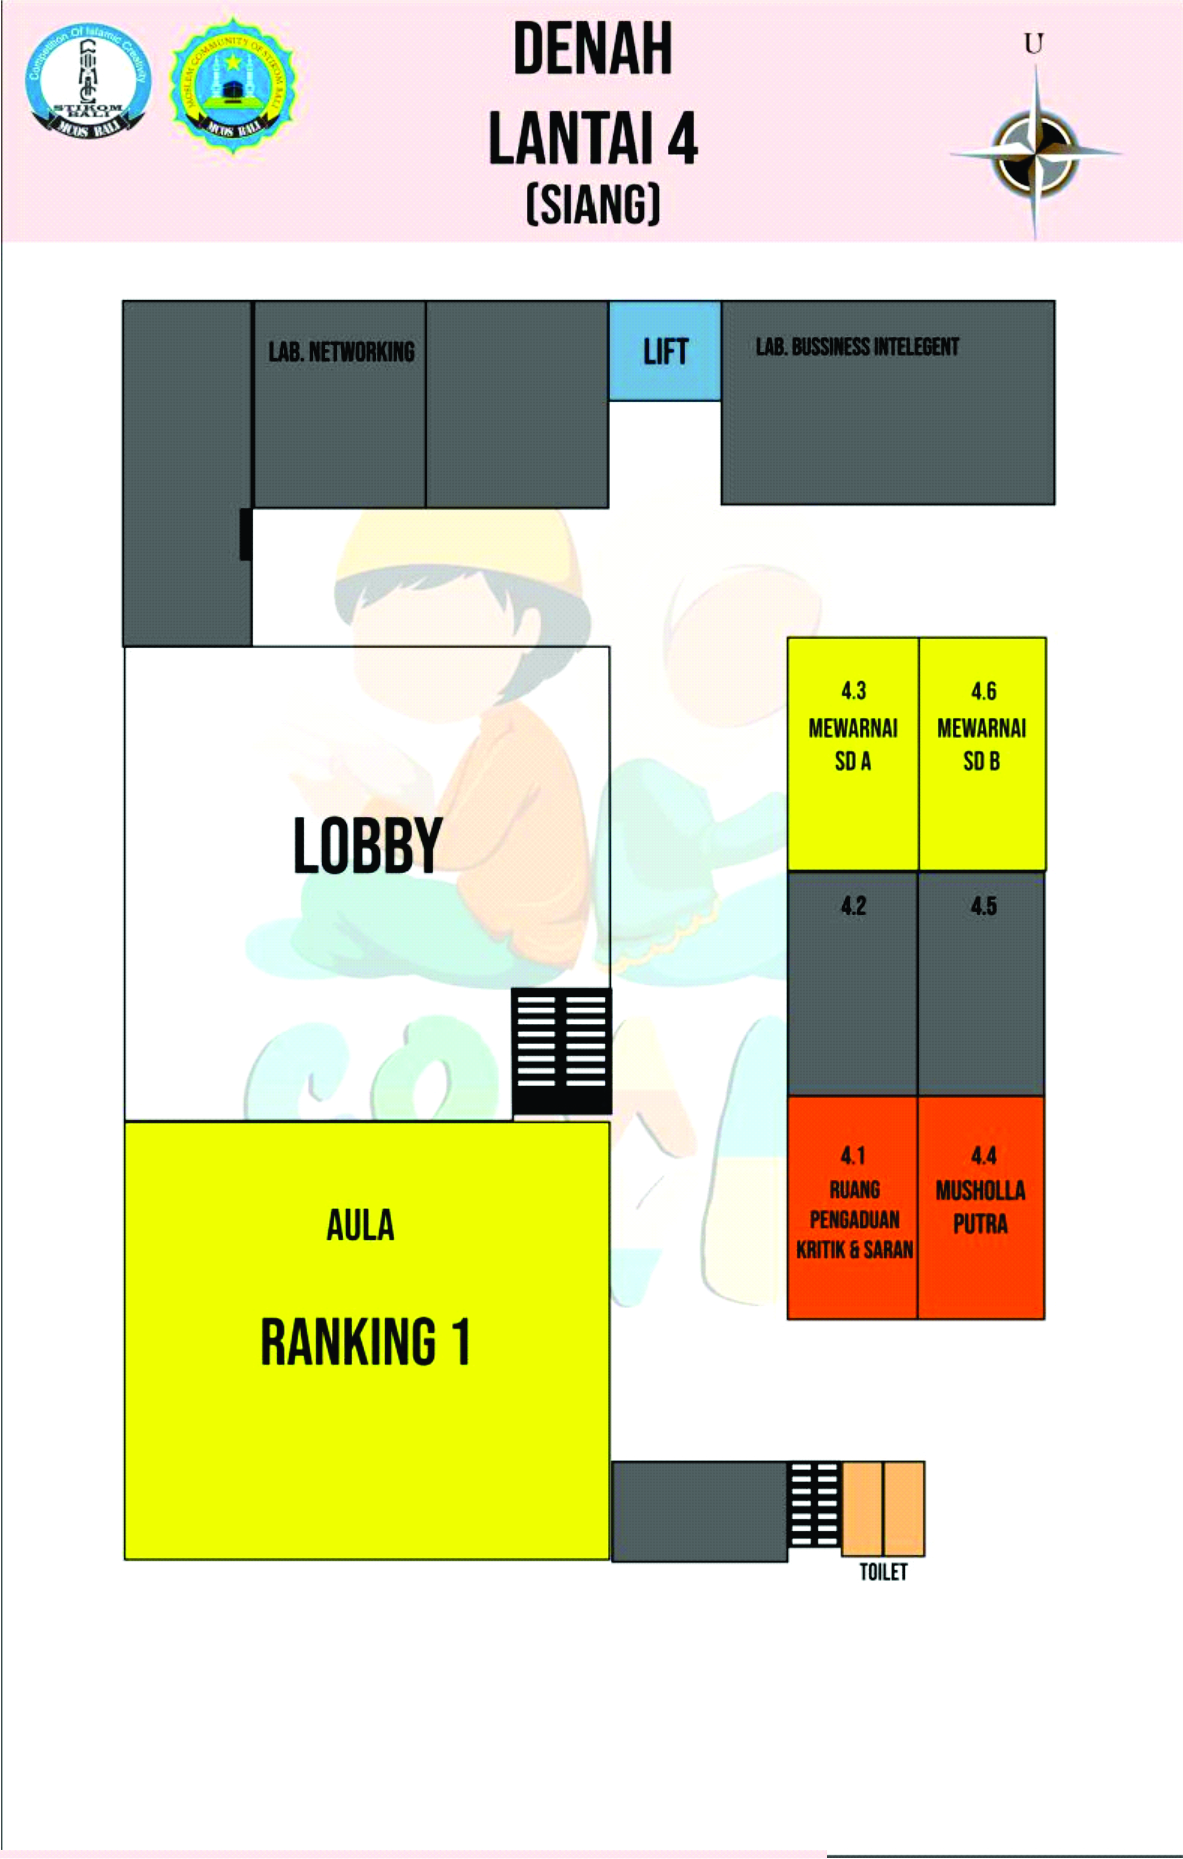 Competition Of Islamic Creativity
STIKOM
BALI
MCOS BALI
MOSLEM COMMUNITY OF STIKOM BALI
MCOS BALI
DENAH
LANTAI 4
(SIANG)
U
LAB. NETWORKING
LIFT
LAB. BUSSINESS INTELEGENT
4.3
MEWARNAI
SD A
4.6
MEWARNAI
SD B
LOBBY
4.2
4.5
4.1
RUANG
PENGADUAN
KRITIK & SARAN
4.4
MUSHOLLA
PUTRA
AULA
RANKING 1
TOILET